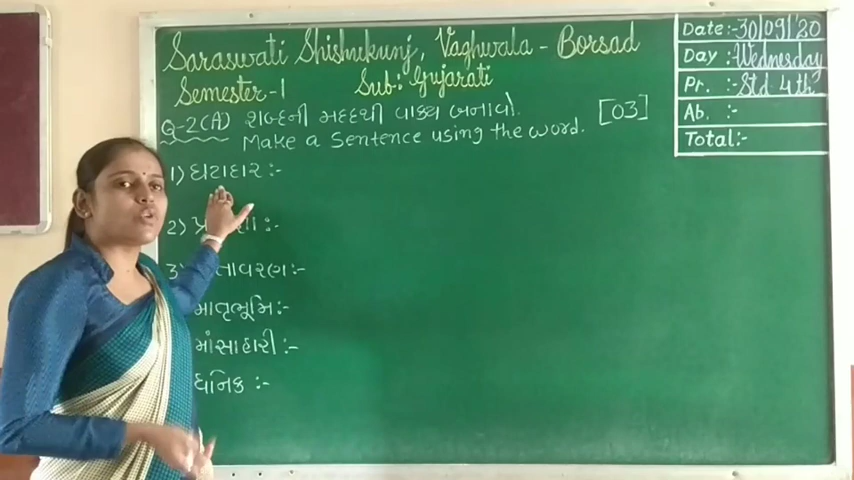 Saraswati Shishukunj, Vaghwala - Borsad
Semester-1 Sub: Gujarati
Q-2(A) શબ્દની મદદથી વાક્ય બનાવો. [03]
Make a Sentence using the word.
1) ઘટાદાર :-
2)
3) તાવરણ:-
માતૃભૂમિ:-
માંસાહારી:-
ધનિક :-
Date:-30/09/'20
Day :-Wednesday
Pr. :-Std 4th
Ab. :-
Total:-